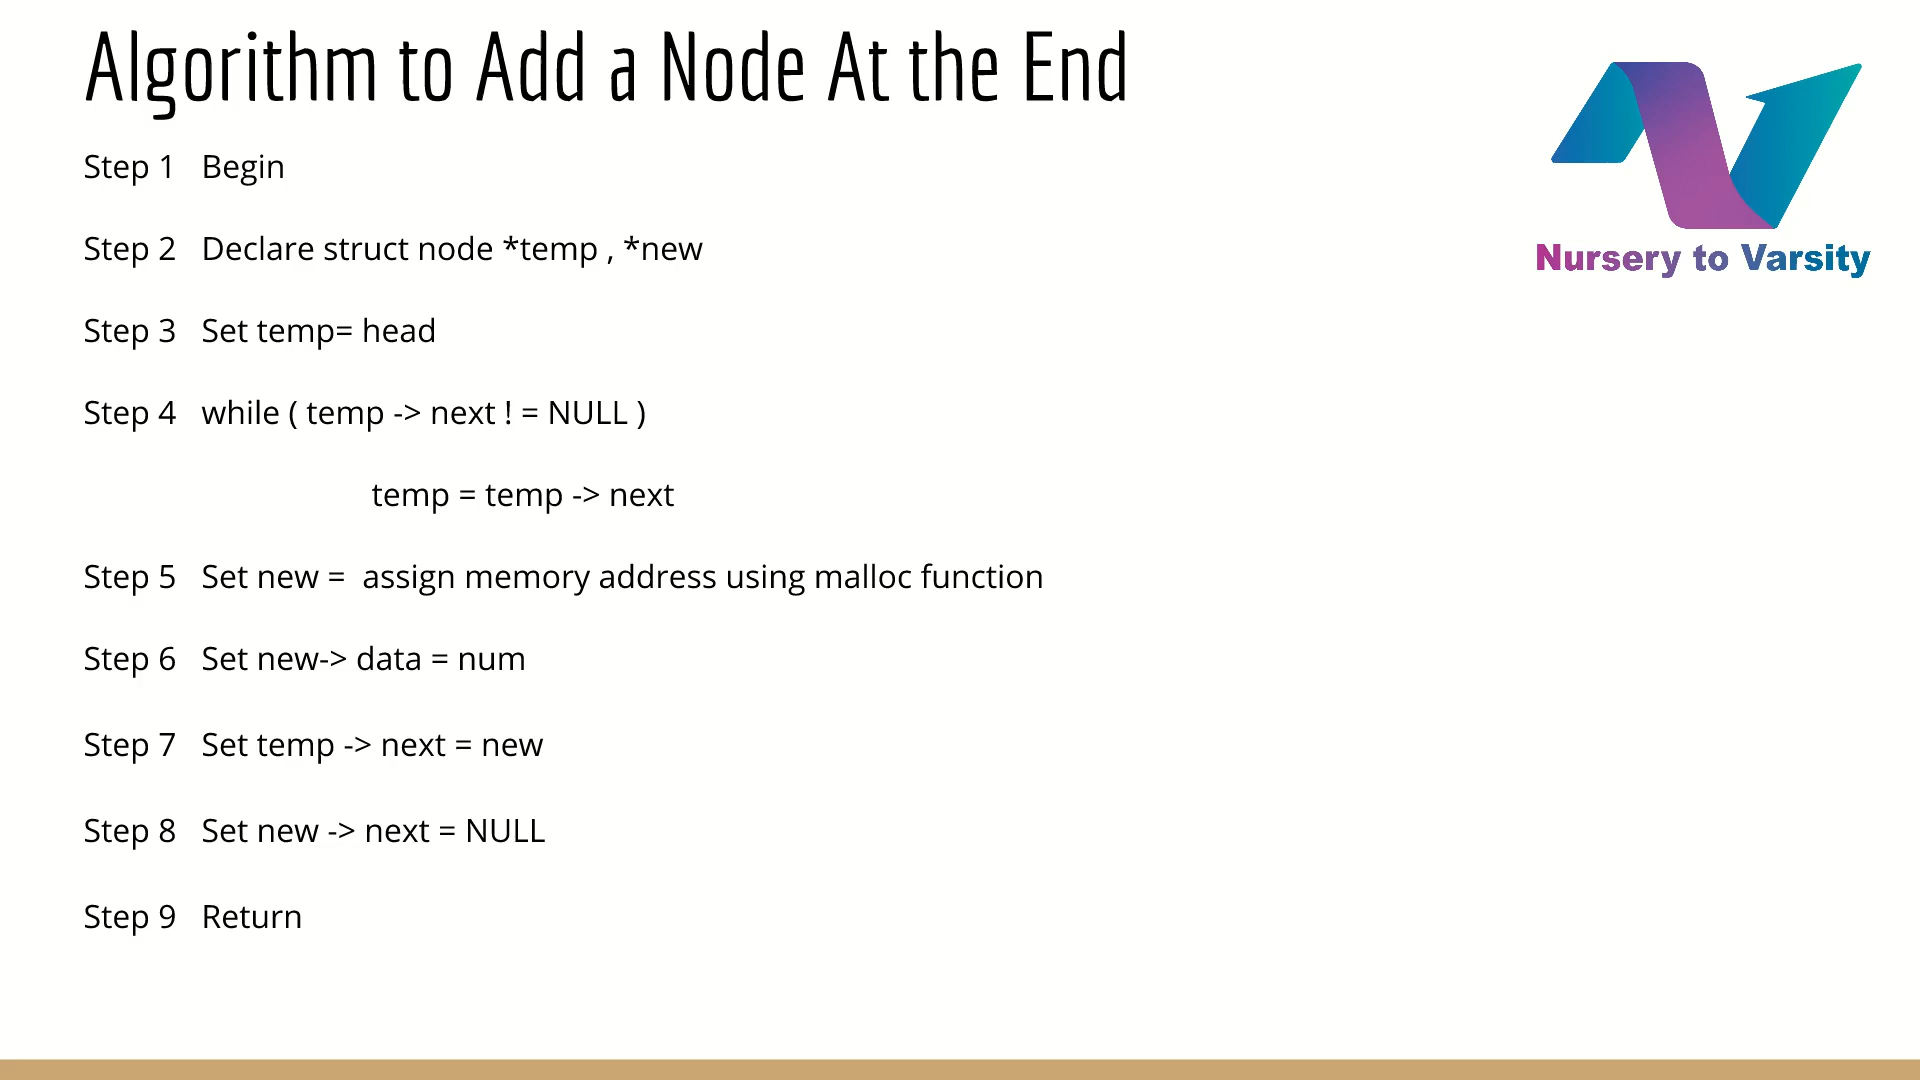 Algorithm to Add a Node At the End
Nursery to Varsity
Step 1 Begin
Step 2 Declare struct node *temp , *new
Step 3 Set temp= head
Step 4 while ( temp -> next ! = NULL )
temp = temp -> next
Step 5 Set new = assign memory address using malloc function
Step 6 Set new-> data = num
Step 7 Set temp -> next = new
Step 8 Set new -> next = NULL
Step 9 Return